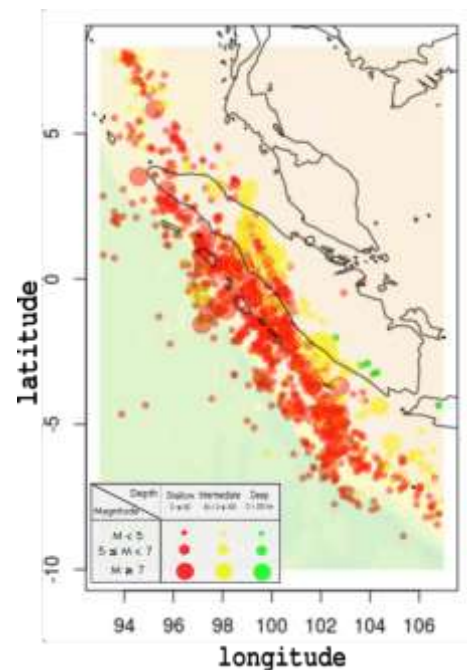 5
0
-5
-10
latitude
Depth
Magnitude
Shallow
Intermediate
Deep
M < 5
5 ≤ M < 7
M ≥ 7
94 96 98 100 102 104 106
longitude